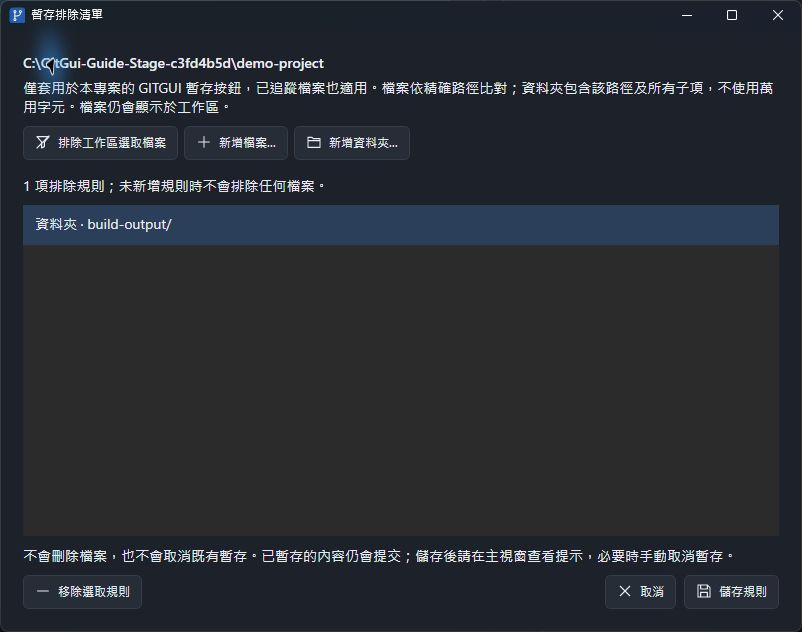 暫存排除清單
C:\GitGui-Guide-Stage-c3fd4b5d\demo-project
僅套用於本專案的 GITGUI 暫存按鈕，已追蹤檔案也適用。檔案依精確路徑比對；資料夾包含該路徑及所有子項，不使用萬
用字元。檔案仍會顯示於工作區。
排除工作區選取檔案
新增檔案...
新增資料夾...
1 項排除規則；未新增規則時不會排除任何檔案。
資料夾 · build-output/
不會刪除檔案，也不會取消既有暫存。已暫存的內容仍會提交；儲存後請在主視窗查看提示，必要時手動取消暫存。
移除選取規則
取消
儲存規則